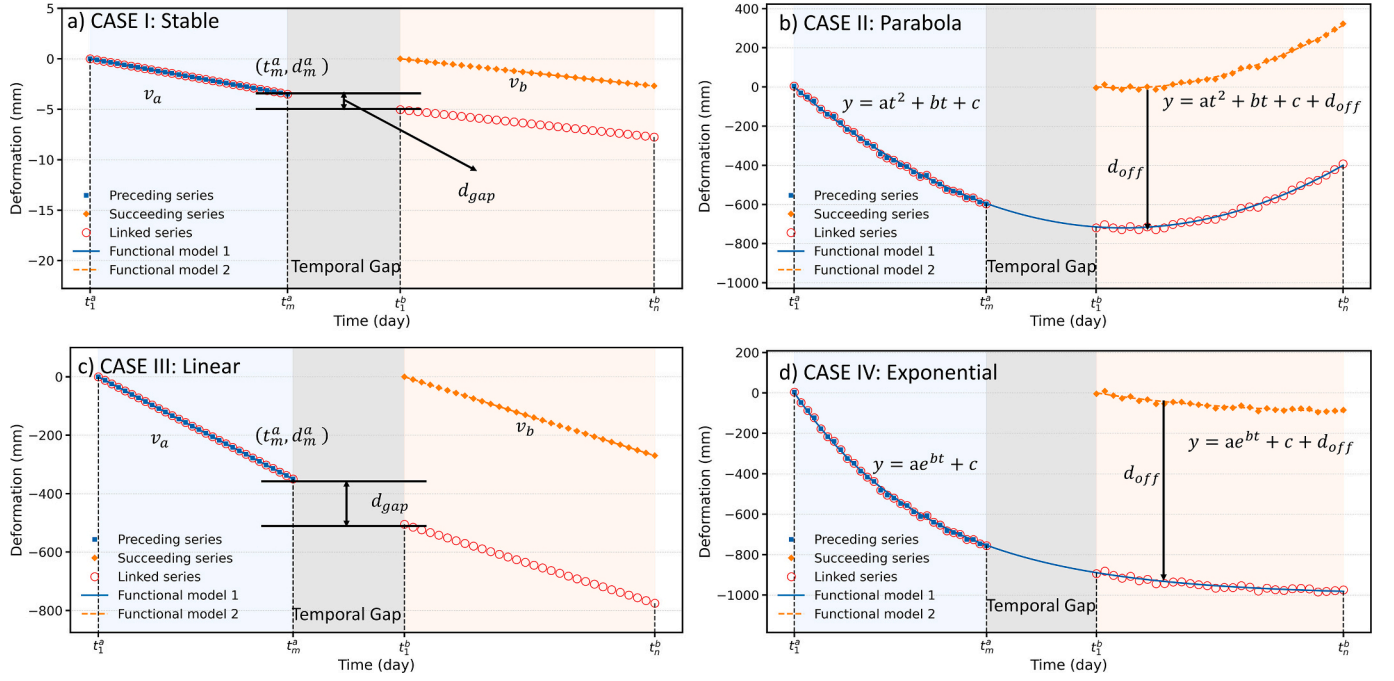 a) CASE I: Stable
5
0
−5
−10
−15
−20
Deformation (mm)
(t_m^a, d_m^a)
v_a
v_b
d_gap
Preceding series
Succeeding series
Linked series
Functional model 1
Functional model 2
Temporal Gap
t_1^a
t_m^a
t_1^b
t_n^b
Time (day)
b) CASE II: Parabola
400
200
0
−200
−400
−600
−800
−1000
Deformation (mm)
y = at² + bt + c
y = at² + bt + c + d_off
d_off
Preceding series
Succeeding series
Linked series
Functional model 1
Functional model 2
Temporal Gap
t_1^a
t_m^a
t_1^b
t_n^b
Time (day)
c) CASE III: Linear
0
−200
−400
−600
−800
Deformation (mm)
v_a
(t_m^a, d_m^a)
v_b
d_gap
Preceding series
Succeeding series
Linked series
Functional model 1
Functional model 2
Temporal Gap
t_1^a
t_m^a
t_1^b
t_n^b
Time (day)
d) CASE IV: Exponential
200
0
−200
−400
−600
−800
−1000
Deformation (mm)
y = ae^{bt} + c
y = ae^{bt} + c + d_off
d_off
Preceding series
Succeeding series
Linked series
Functional model 1
Functional model 2
Temporal Gap
t_1^a
t_m^a
t_1^b
t_n^b
Time (day)